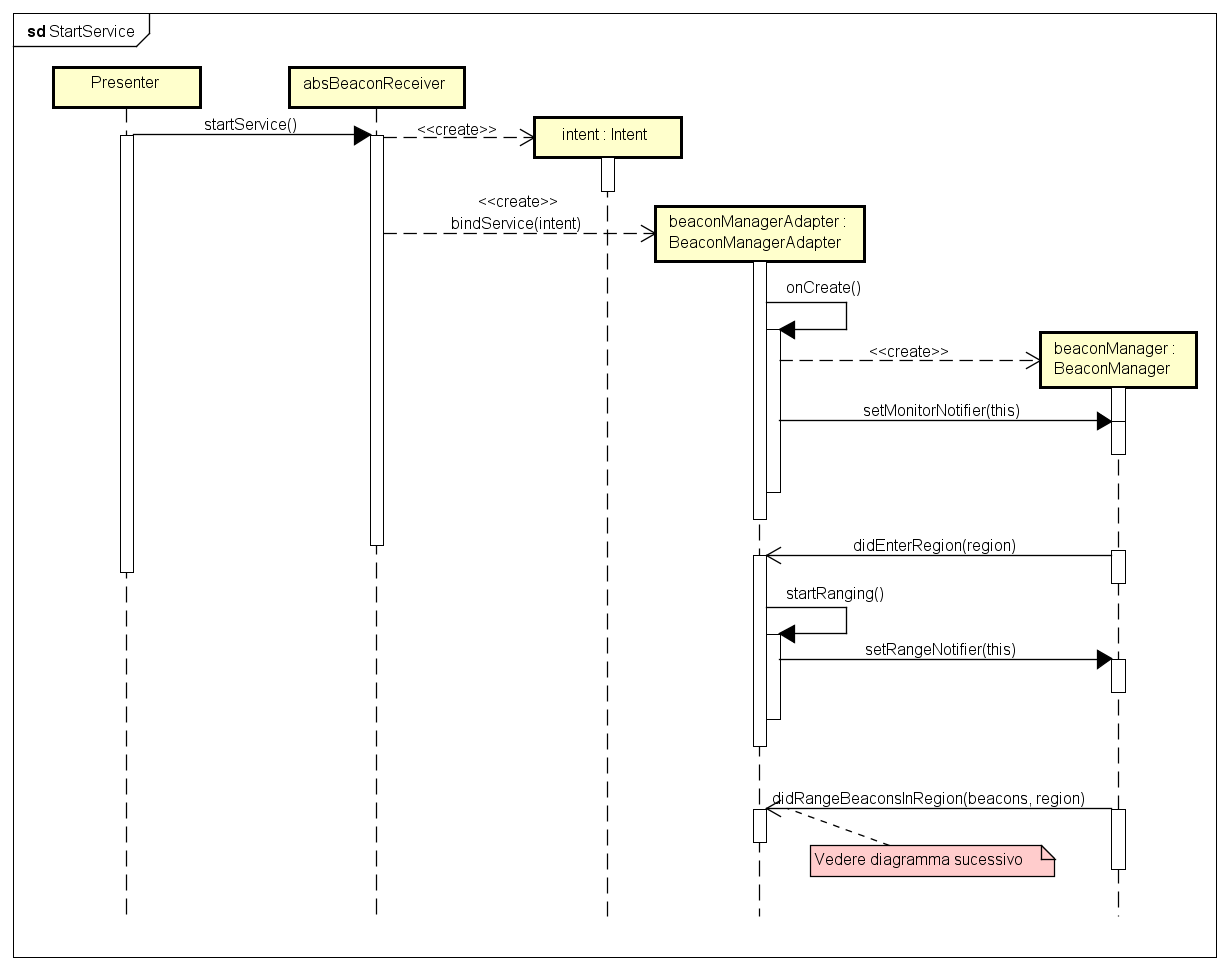 sd StartService
Presenter
absBeaconReceiver
startService()
<<create>>
intent : Intent
<<create>>
bindService(intent)
beaconManagerAdapter :
BeaconManagerAdapter
onCreate()
<<create>>
beaconManager :
BeaconManager
setMonitorNotifier(this)
didEnterRegion(region)
startRanging()
setRangeNotifier(this)
didRangeBeaconsInRegion(beacons, region)
Vedere diagramma sucessivo